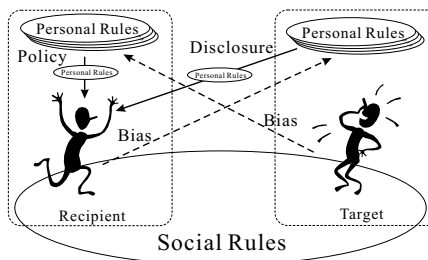 Personal Rules
Personal Rules
Disclosure
Policy
Personal Rules
Personal Rules
Bias
Bias
Recipient
Target
Social Rules